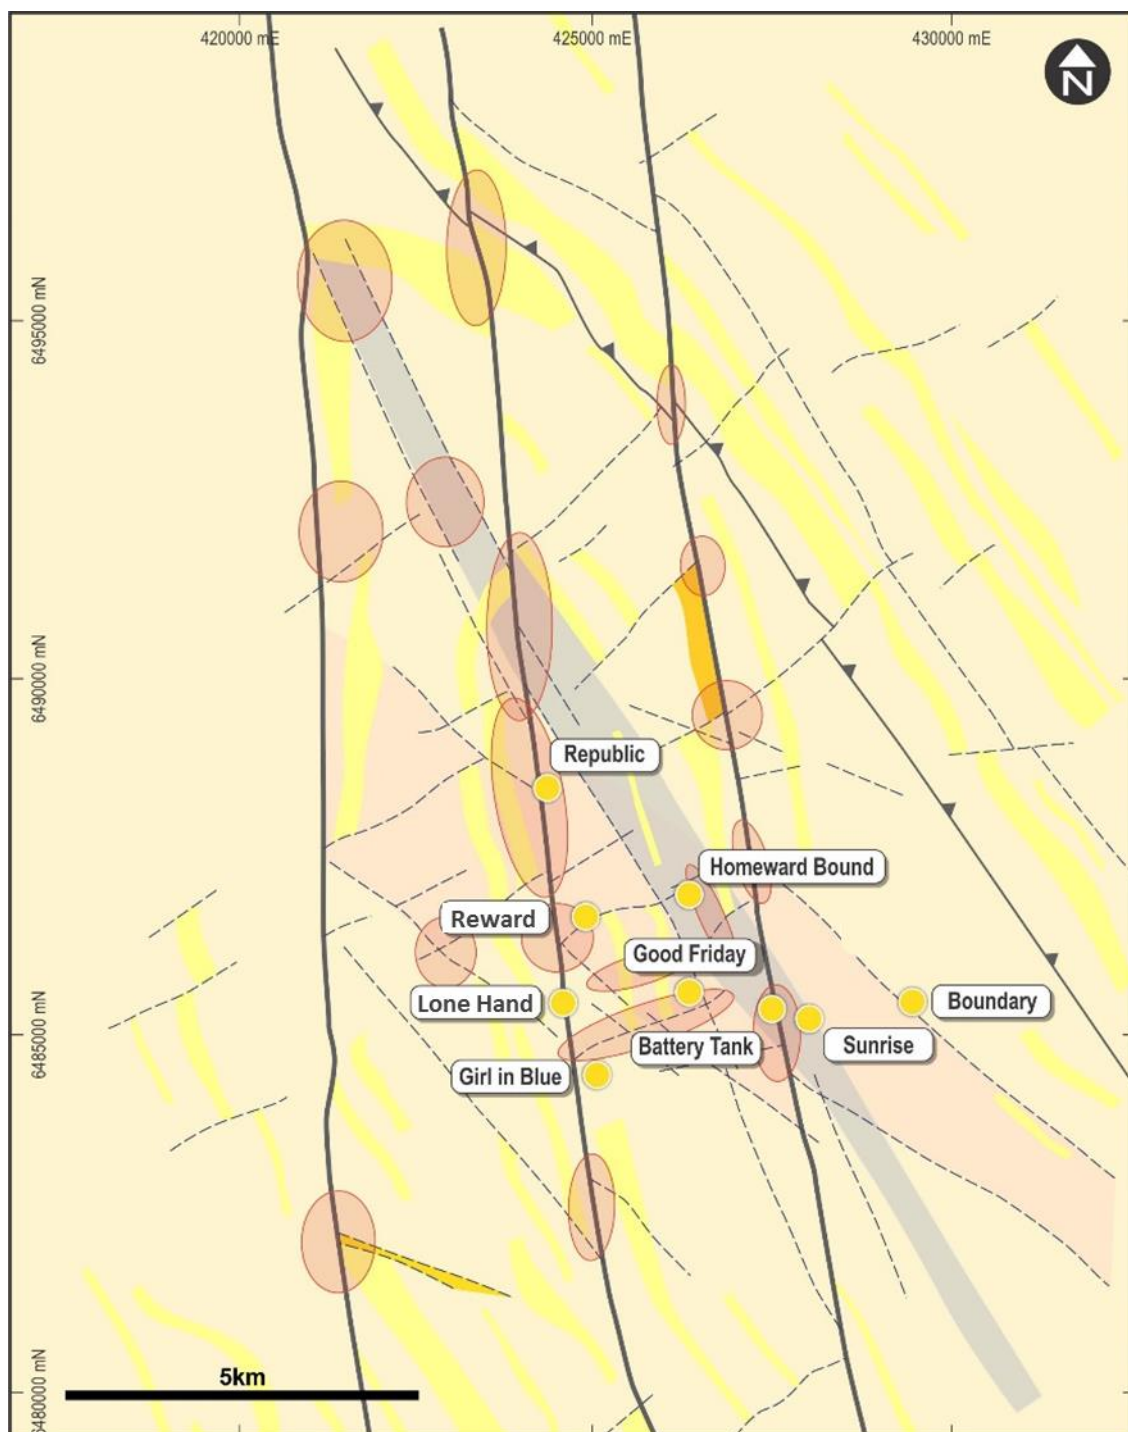 420000 mE
425000 mE
430000 mE
N
6495000 mN
6490000 mN
Republic
Homeward Bound
Reward
Good Friday
Lone Hand
Boundary
6485000 mN
Battery Tank
Sunrise
Girl in Blue
5km
6480000 mN